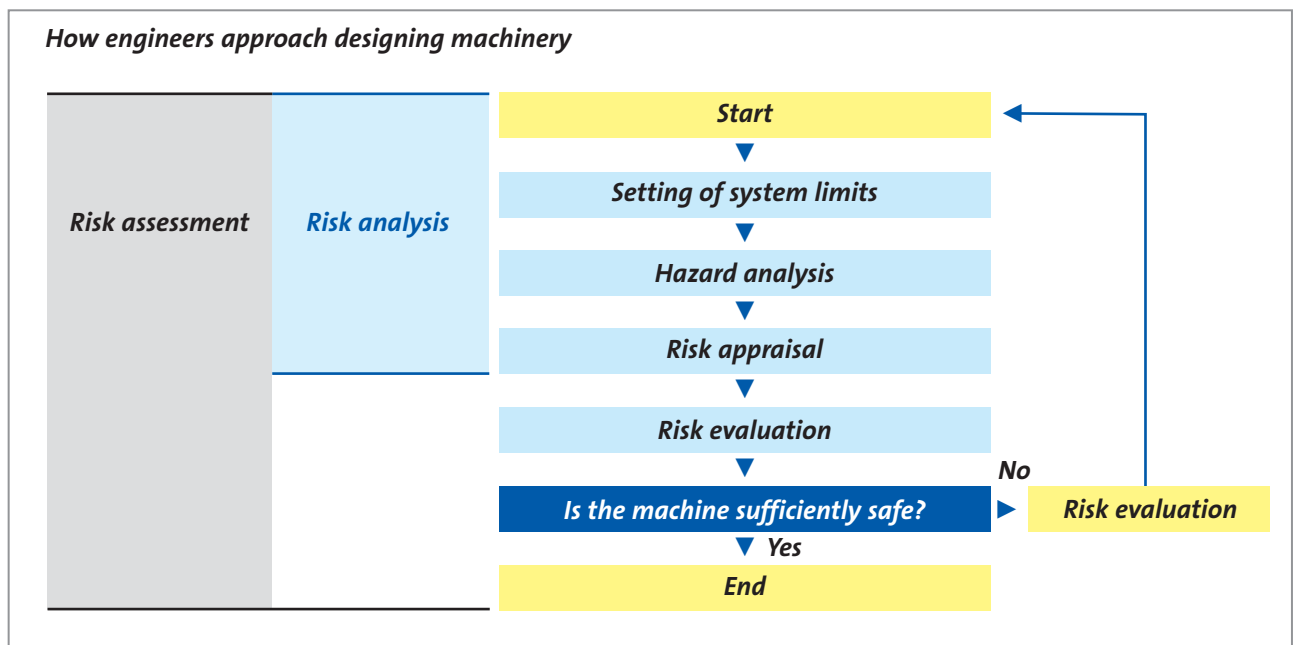 How engineers approach designing machinery
Start
Setting of system limits
Risk assessment
Risk analysis
Hazard analysis
Risk appraisal
Risk evaluation
No
Is the machine sufficiently safe?
Risk evaluation
Yes
End